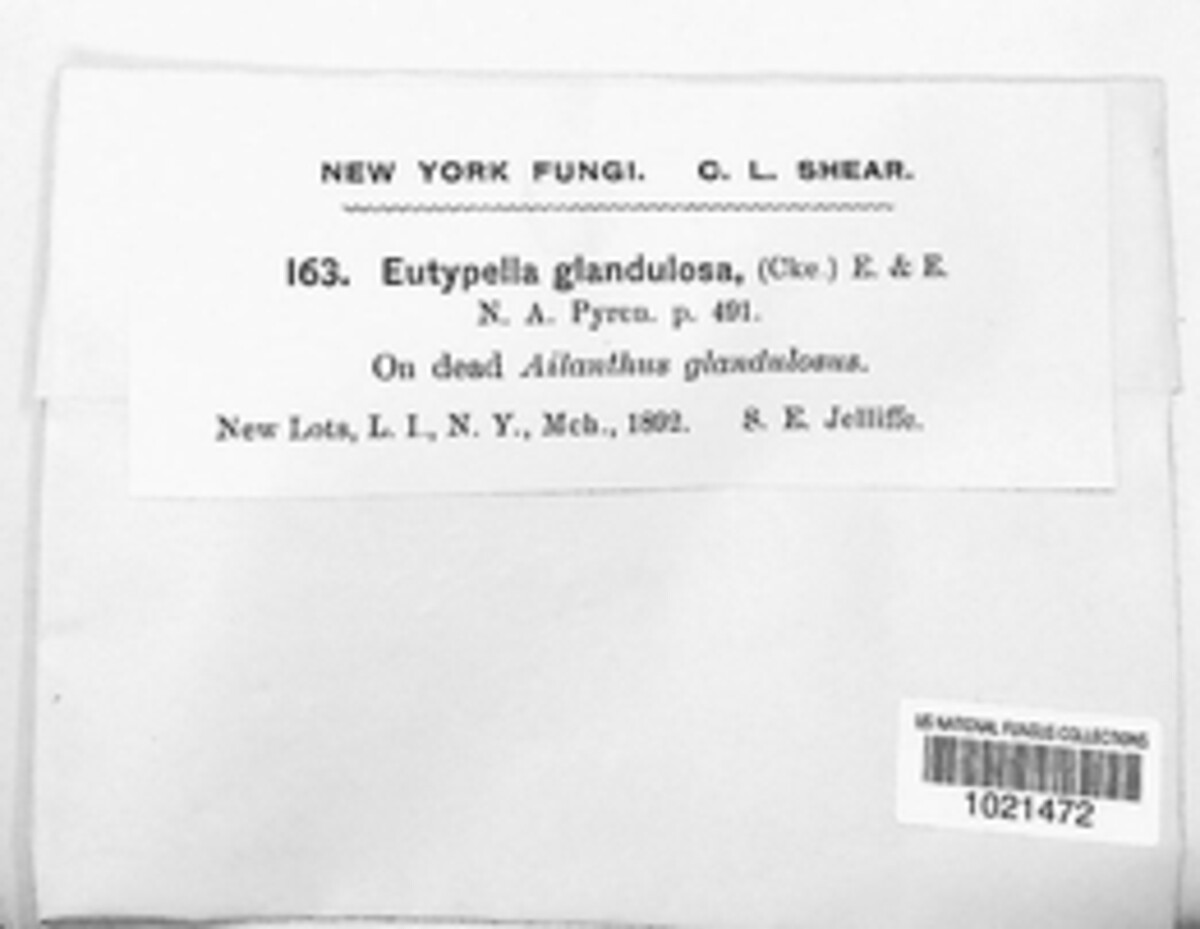 NEW YORK FUNGI. C. L. SHEAR.
163. Eutypella glandulosa, (Cke.) E. & E.
N. A. Pyren. p. 491.
On dead Ailanthus glandulosus.
New Lots, L. I., N. Y., Mch., 1892. S. E. Jelliffe.
US NATIONAL FUNGUS COLLECTIONS
1021472